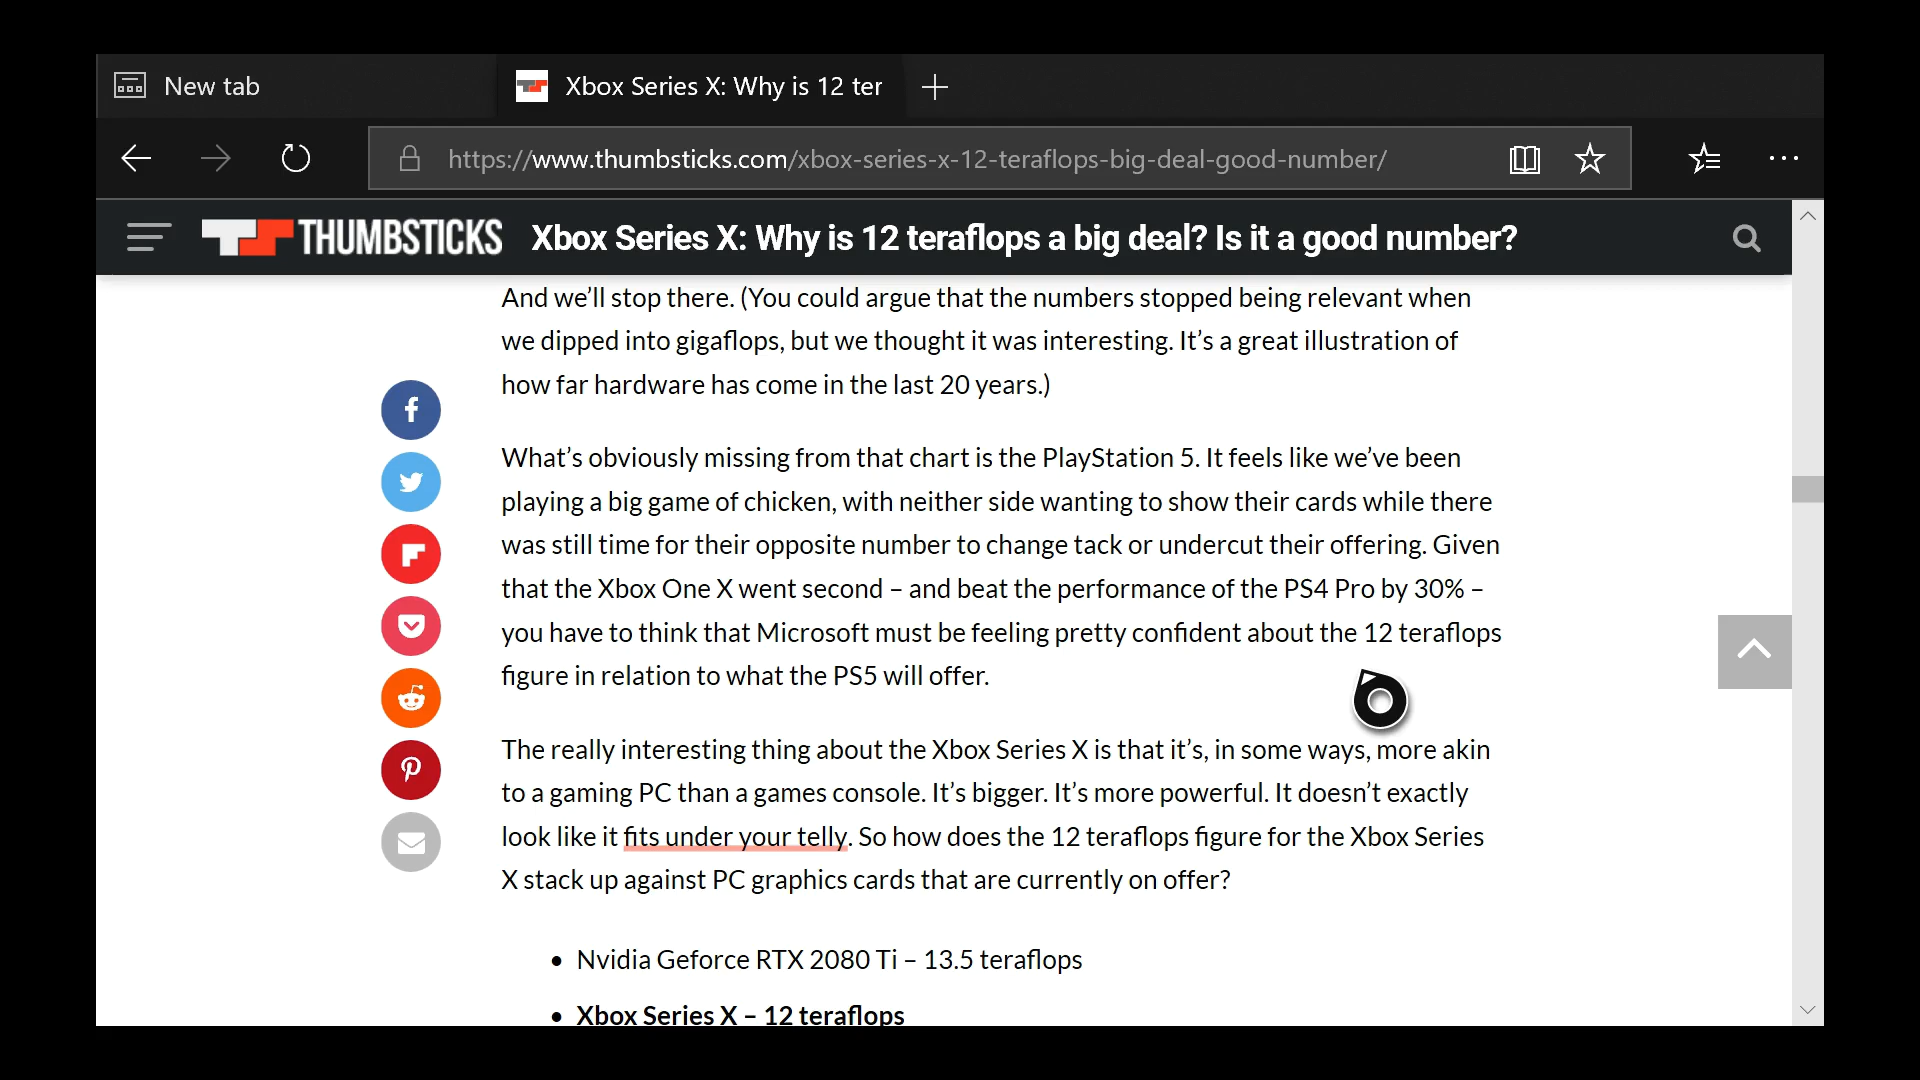 New tab
Xbox Series X: Why is 12 ter
https://www.thumbsticks.com/xbox-series-x-12-teraflops-big-deal-good-number/
THUMBSTICKS Xbox Series X: Why is 12 teraflops a big deal? Is it a good number?
And we’ll stop there. (You could argue that the numbers stopped being relevant when
we dipped into gigaflops, but we thought it was interesting. It’s a great illustration of
how far hardware has come in the last 20 years.)
What’s obviously missing from that chart is the PlayStation 5. It feels like we’ve been
playing a big game of chicken, with neither side wanting to show their cards while there
was still time for their opposite number to change tack or undercut their offering. Given
that the Xbox One X went second – and beat the performance of the PS4 Pro by 30% –
you have to think that Microsoft must be feeling pretty confident about the 12 teraflops
figure in relation to what the PS5 will offer.
The really interesting thing about the Xbox Series X is that it’s, in some ways, more akin
to a gaming PC than a games console. It’s bigger. It’s more powerful. It doesn’t exactly
look like it fits under your telly. So how does the 12 teraflops figure for the Xbox Series
X stack up against PC graphics cards that are currently on offer?
• Nvidia Geforce RTX 2080 Ti – 13.5 teraflops
• Xbox Series X – 12 teraflops